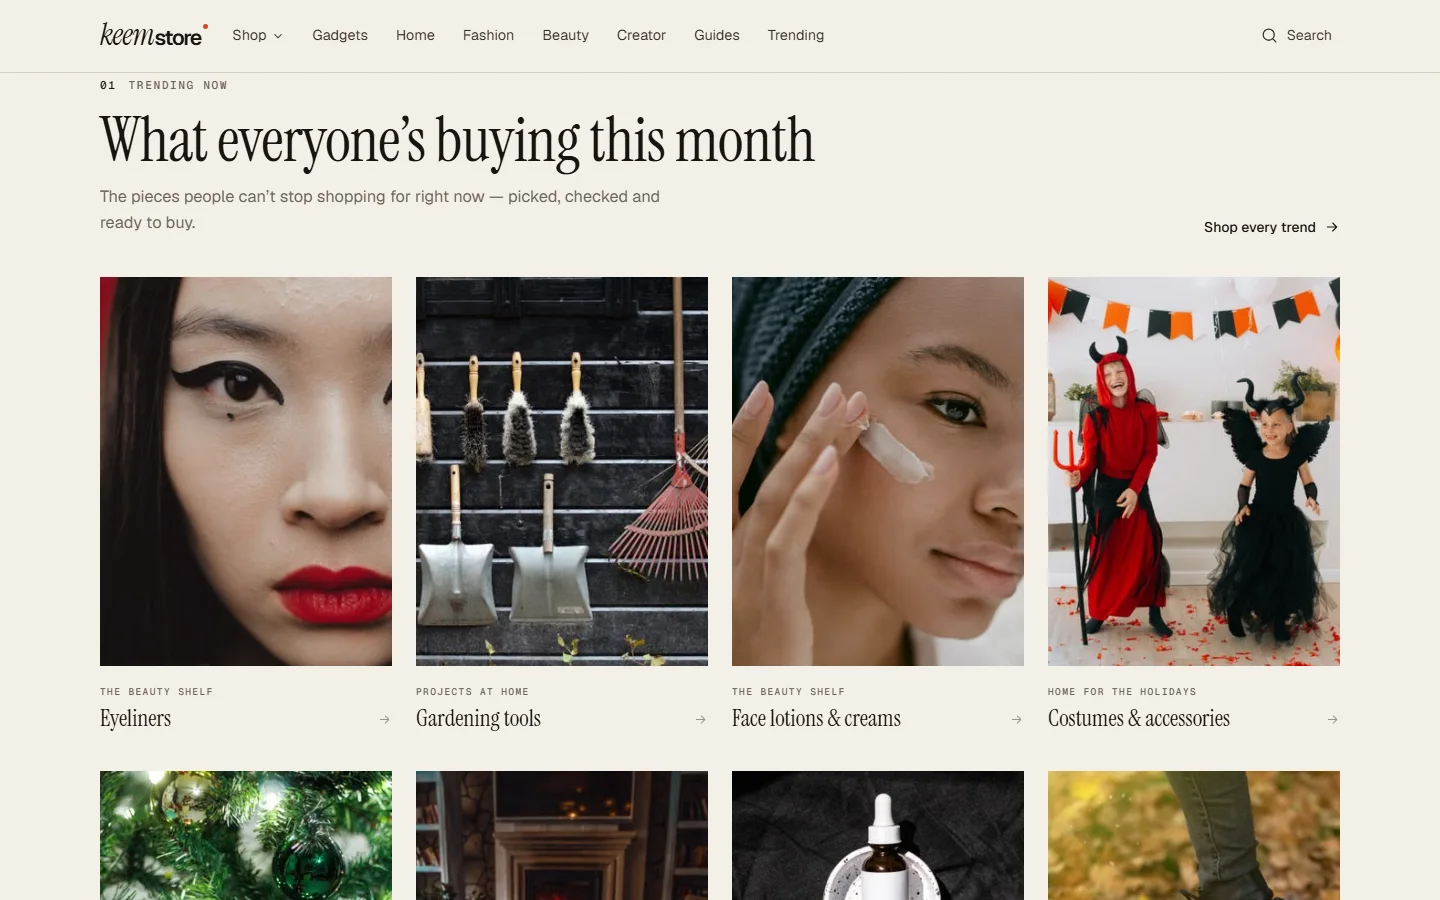 keemstore
Shop
Gadgets
Home
Fashion
Beauty
Creator
Guides
Trending
Search
01 TRENDING NOW
What everyone’s buying this month
The pieces people can’t stop shopping for right now — picked, checked and
ready to buy.
Shop every trend →
THE BEAUTY SHELF
Eyeliners →
PROJECTS AT HOME
Gardening tools →
THE BEAUTY SHELF
Face lotions & creams →
HOME FOR THE HOLIDAYS
Costumes & accessories →